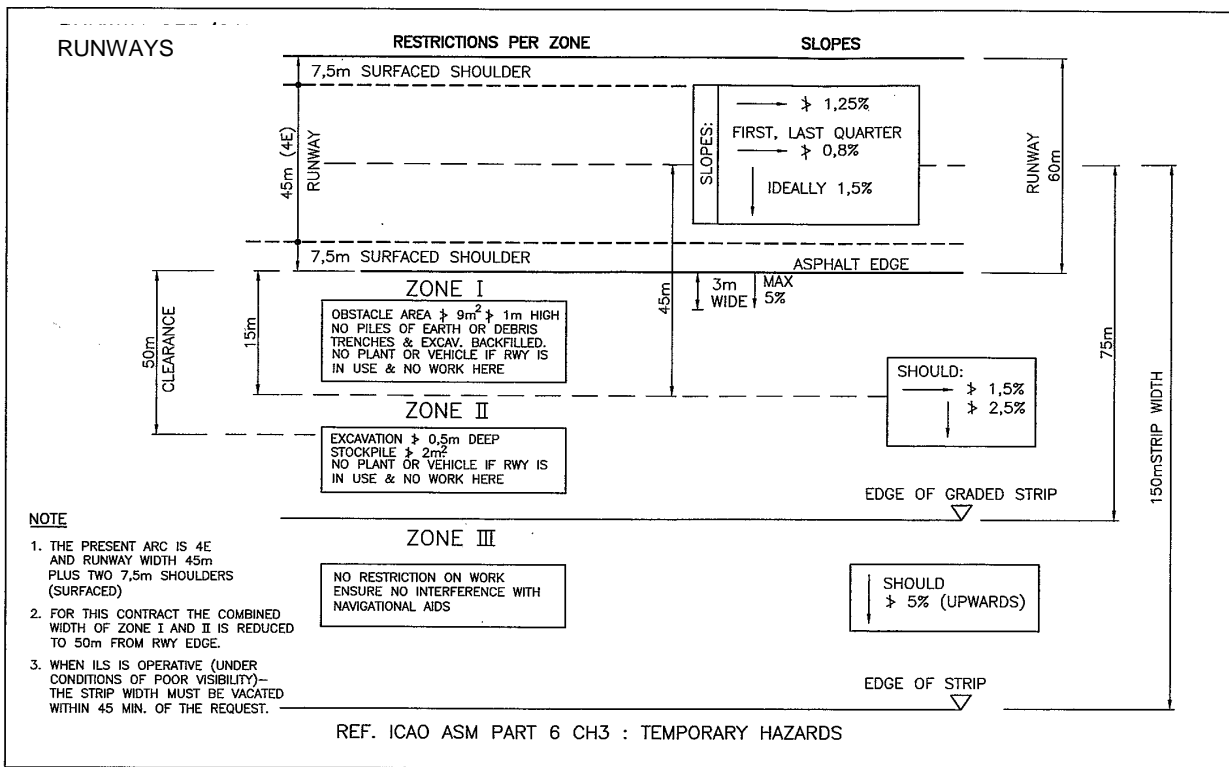 RUNWAYS
RESTRICTIONS PER ZONE
SLOPES
7,5m SURFACED SHOULDER
45m (4E)
RUNWAY
SLOPES:
≯ 1,25%
FIRST, LAST QUARTER
≯ 0,8%
IDEALLY 1,5%
RUNWAY
60m
7,5m SURFACED SHOULDER
ASPHALT EDGE
50m
CLEARANCE
15m
ZONE I
OBSTACLE AREA ≯ 9m² ≯ 1m HIGH
NO PILES OF EARTH OR DEBRIS
TRENCHES & EXCAV. BACKFILLED.
NO PLANT OR VEHICLE IF RWY IS
IN USE & NO WORK HERE
45m
3m
WIDE
MAX
5%
75m
150m STRIP WIDTH
SHOULD:
≯ 1,5%
≯ 2,5%
ZONE II
EXCAVATION ≯ 0,5m DEEP
STOCKPILE ≯ 2m²
NO PLANT OR VEHICLE IF RWY IS
IN USE & NO WORK HERE
EDGE OF GRADED STRIP
ZONE III
NO RESTRICTION ON WORK
ENSURE NO INTERFERENCE WITH
NAVIGATIONAL AIDS
SHOULD
≯ 5% (UPWARDS)
NOTE
1. THE PRESENT ARC IS 4E
AND RUNWAY WIDTH 45m
PLUS TWO 7,5m SHOULDERS
(SURFACED)
2. FOR THIS CONTRACT THE COMBINED
WIDTH OF ZONE I AND II IS REDUCED
TO 50m FROM RWY EDGE.
3. WHEN ILS IS OPERATIVE (UNDER
CONDITIONS OF POOR VISIBILITY)–
THE STRIP WIDTH MUST BE VACATED
WITHIN 45 MIN. OF THE REQUEST.
EDGE OF STRIP
REF. ICAO ASM PART 6 CH3 : TEMPORARY HAZARDS